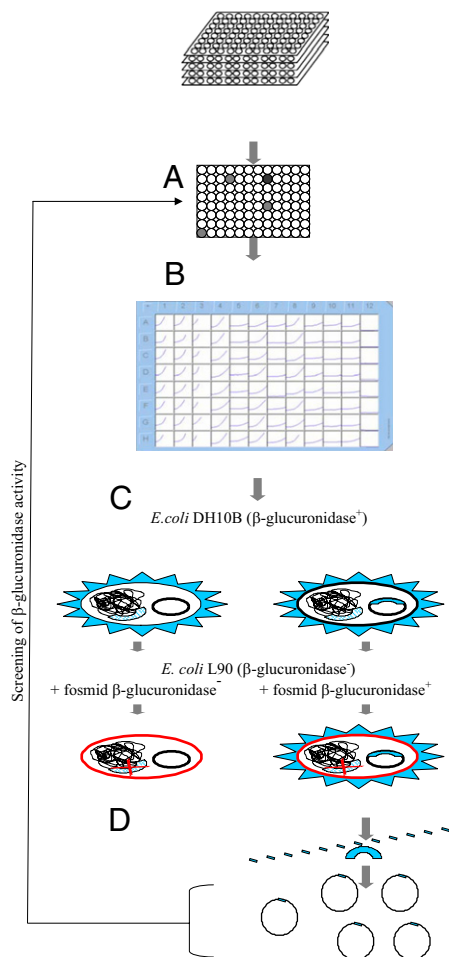 A
B
1 2 3 4 5 6 7 8 9 10 11 12
A
B
C
D
E
F
G
H
C
E.coli DH10B (β-glucuronidase⁺)
E. coli L90 (β-glucuronidase⁻)
+ fosmid β-glucuronidase⁻ + fosmid β-glucuronidase⁺
D
Screening of β-glucuronidase activity